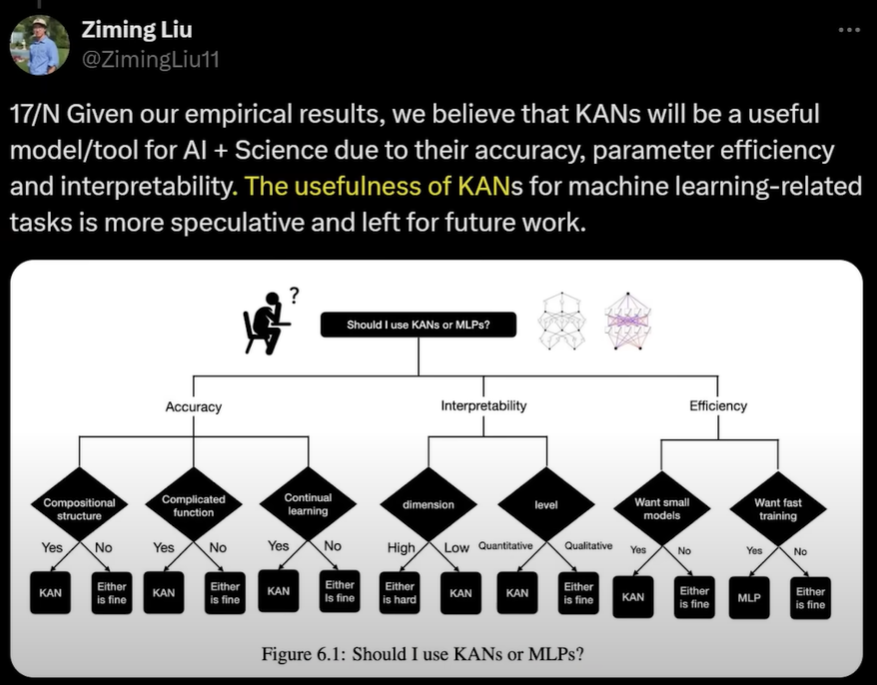 Ziming Liu
@ZimingLiu11
17/N Given our empirical results, we believe that KANs will be a useful
model/tool for AI + Science due to their accuracy, parameter efficiency
and interpretability. The usefulness of KANs for machine learning-related
tasks is more speculative and left for future work.
?
Should I use KANs or MLPs?
Accuracy
Interpretability
Efficiency
Compositional
structure
Complicated
function
Continual
learning
dimension
level
Want small
models
Want fast
training
Yes
No
Yes
No
Yes
No
High
Low
Quantitative
Qualitative
Yes
No
Yes
No
KAN
Either
is fine
KAN
Either
is fine
KAN
Either
Is fine
Either
is hard
KAN
KAN
Either
is fine
KAN
Either
is fine
MLP
Either
is fine
Figure 6.1: Should I use KANs or MLPs?